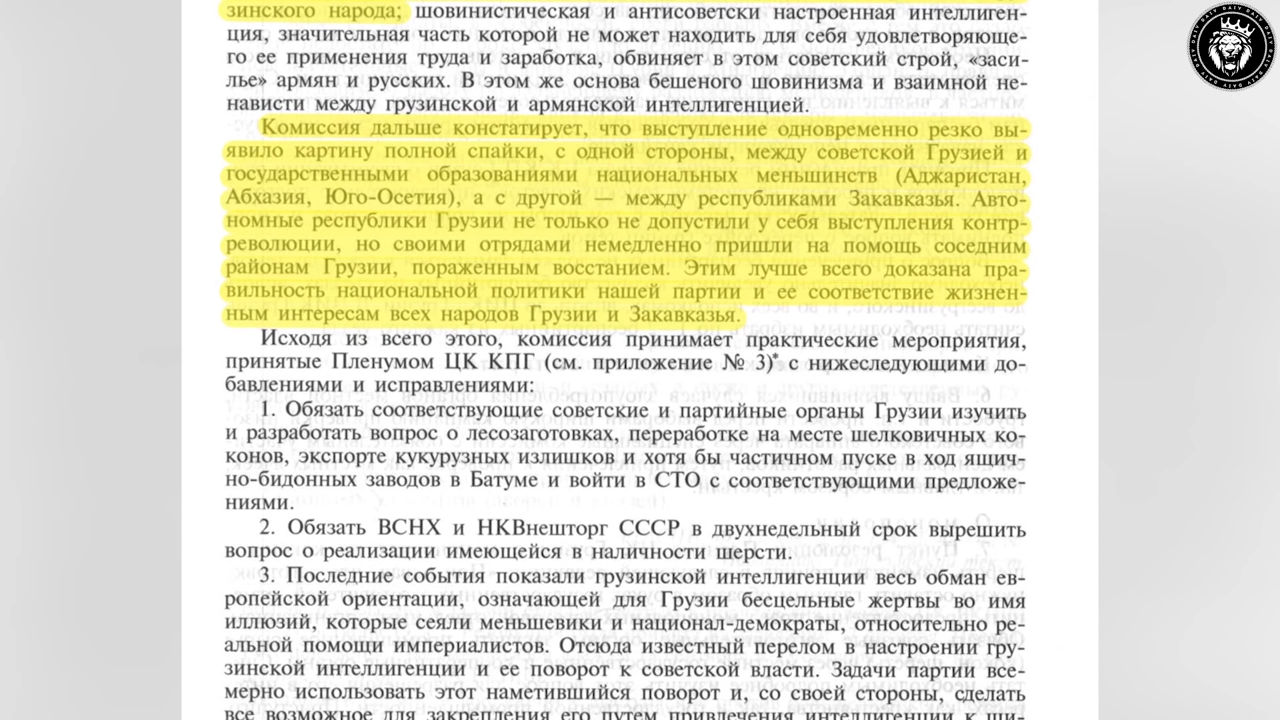 зинского народа; шовинистическая и антисоветски настроенная интеллиген-
ция, значительная часть которой не может находить для себя удовлетворяюще-
го ее применения труда и заработка, обвиняет в этом советский строй, «заси-
лье» армян и русских. В этом же основа бешеного шовинизма и взаимной не-
нависти между грузинской и армянской интеллигенцией.
Комиссия дальше констатирует, что выступление одновременно резко вы-
явило картину полной спайки, с одной стороны, между советской Грузией и
государственными образованиями национальных меньшинств (Аджаристан,
Абхазия, Юго-Осетия), а с другой — между республиками Закавказья. Авто-
номные республики Грузии не только не допустили у себя выступления контр-
революции, но своими отрядами немедленно пришли на помощь соседним
районам Грузии, пораженным восстанием. Этим лучше всего доказана пра-
вильность национальной политики нашей партии и ее соответствие жизнен-
ным интересам всех народов Грузии и Закавказья.
Исходя из всего этого, комиссия принимает практические мероприятия,
принятые Пленумом ЦК КПГ (см. приложение № 3)* с нижеследующими до-
бавлениями и исправлениями:
1. Обязать соответствующие советские и партийные органы Грузии изучить
и разработать вопрос о лесозаготовках, переработке на месте шелковичных ко-
конов, экспорте кукурузных излишков и хотя бы частичном пуске в ход ящич-
но-бидонных заводов в Батуме и войти в СТО с соответствующими предложе-
ниями.
2. Обязать ВСНХ и НКВнешторг СССР в двухнедельный срок вырешить
вопрос о реализации имеющейся в наличности шерсти.
3. Последние события показали грузинской интеллигенции весь обман ев-
ропейской ориентации, означающей для Грузии бесцельные жертвы во имя
иллюзий, которые сеяли меньшевики и национал-демократы, относительно ре-
альной помощи империалистов. Отсюда известный перелом в настроении гру-
зинской интеллигенции и ее поворот к советской власти. Задачи партии все-
мерно использовать этот наметившийся поворот и, со своей стороны, сделать
все возможное для закрепления его путем привлечения интеллигенции к ши-